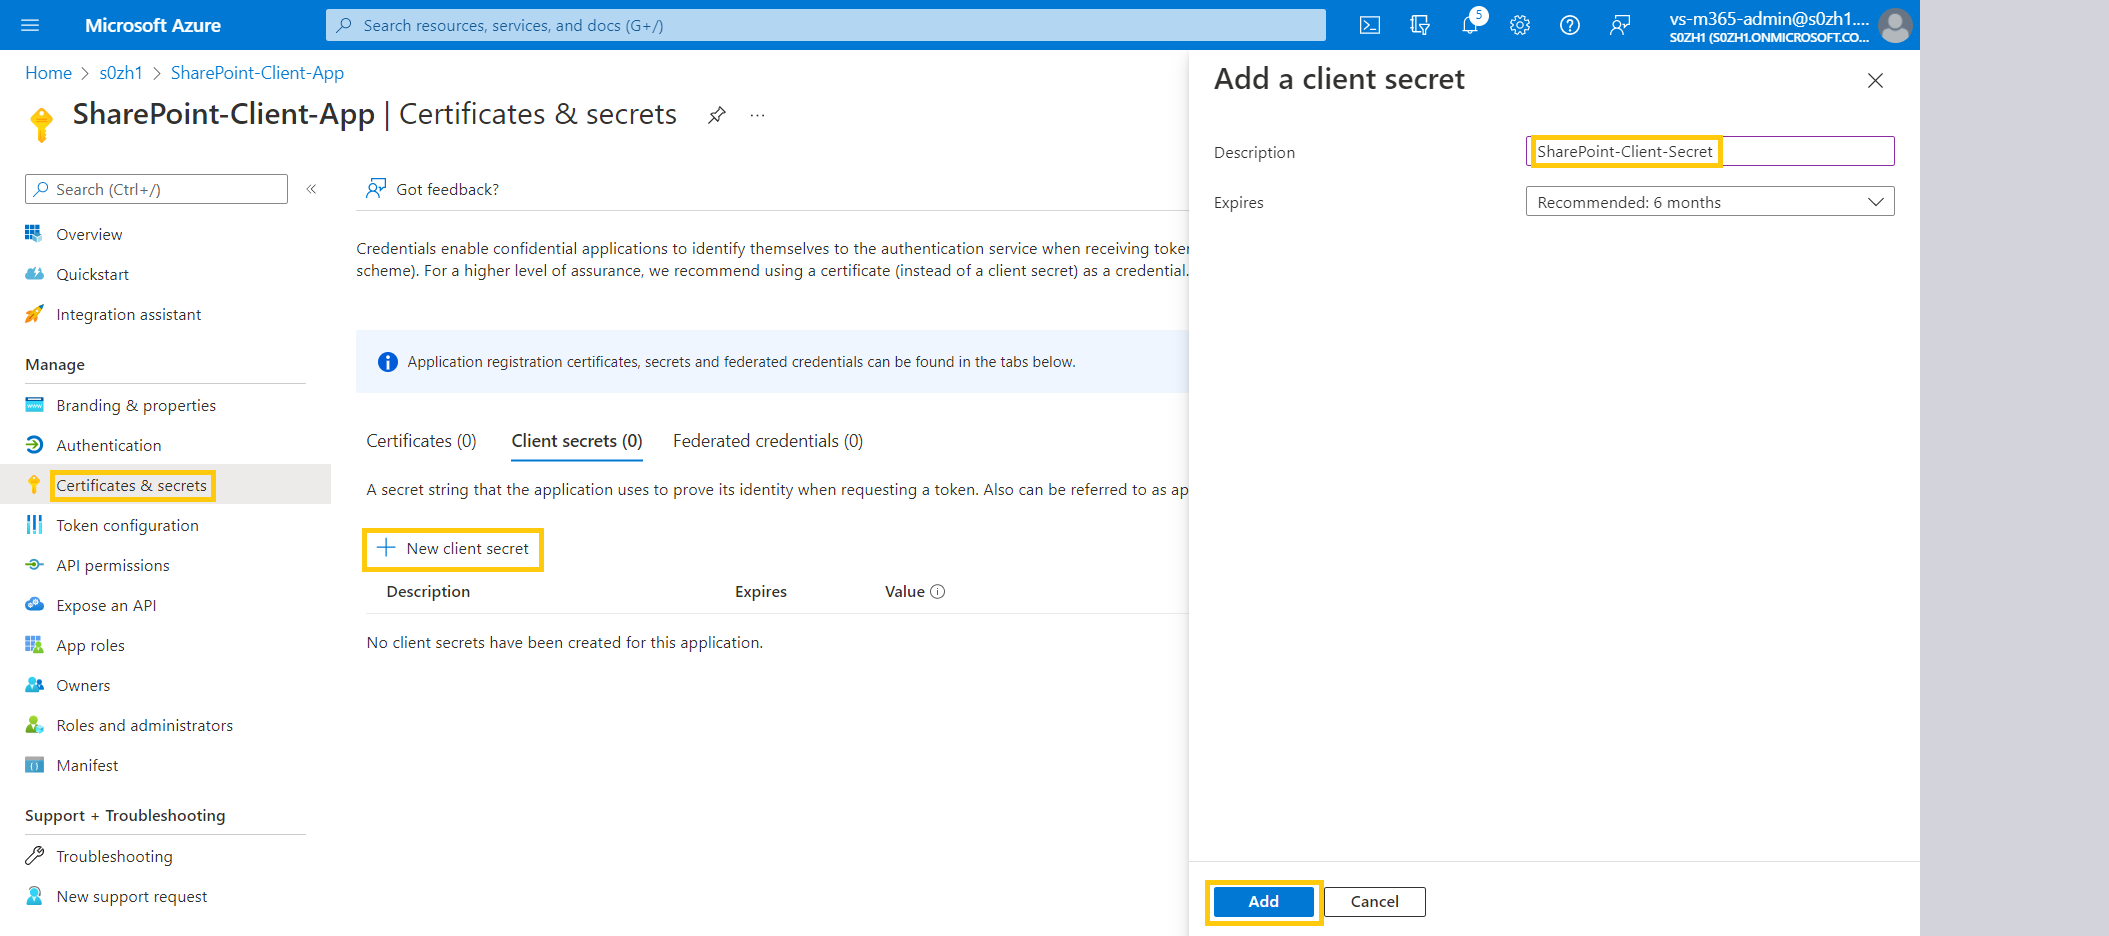 Microsoft Azure
Search resources, services, and docs (G+/)
5
vs-m365-admin@s0zh1....
S0ZH1 (S0ZH1.ONMICROSOFT.CO...
Home > s0zh1 > SharePoint-Client-App
SharePoint-Client-App | Certificates & secrets
...
Search (Ctrl+/)
«
Overview
Quickstart
Integration assistant
Manage
Branding & properties
Authentication
Certificates & secrets
Token configuration
API permissions
Expose an API
App roles
Owners
Roles and administrators
Manifest
Support + Troubleshooting
Troubleshooting
New support request
Got feedback?
Credentials enable confidential applications to identify themselves to the authentication service when receiving toker
scheme). For a higher level of assurance, we recommend using a certificate (instead of a client secret) as a credential.
Application registration certificates, secrets and federated credentials can be found in the tabs below.
Certificates (0) Client secrets (0) Federated credentials (0)
A secret string that the application uses to prove its identity when requesting a token. Also can be referred to as ap
New client secret
Description Expires Value
No client secrets have been created for this application.
Add a client secret
Description SharePoint-Client-Secret
Expires Recommended: 6 months
Add Cancel